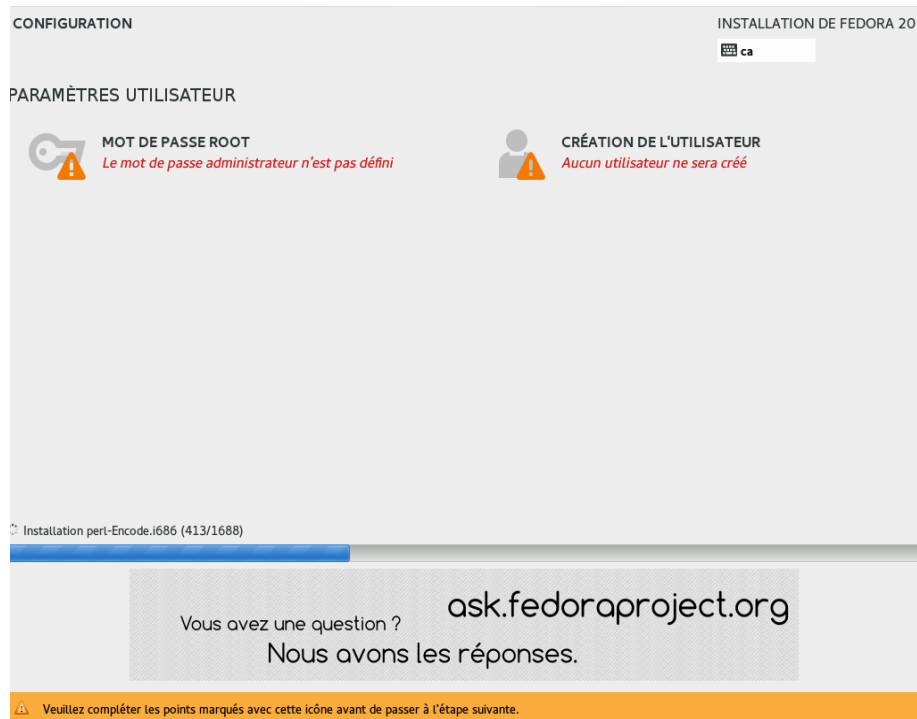 CONFIGURATION
INSTALLATION DE FEDORA 20
ca
PARAMÈTRES UTILISATEUR
MOT DE PASSE ROOT
Le mot de passe administrateur n'est pas défini
CRÉATION DE L'UTILISATEUR
Aucun utilisateur ne sera créé
Installation perl-Encode.i686 (413/1688)
ask.fedoraproject.org
Vous avez une question ?
Nous avons les réponses.
Veuillez compléter les points marqués avec cette icône avant de passer à l'étape suivante.